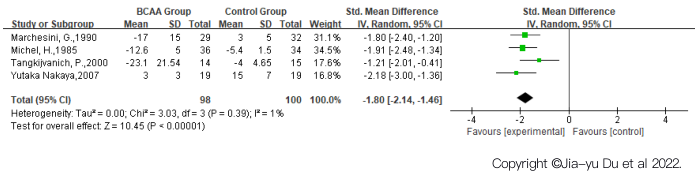 BCAA Group Control Group Std. Mean Difference Std. Mean Difference
Study or Subgroup Mean SD Total Mean SD Total Weight IV, Random, 95% CI IV, Random, 95% CI
Marchesini, G.,1990 -17 15 29 3 5 32 31.1% -1.80 [-2.40, -1.20]
Michel, H.,1985 -12.6 5 36 -5.4 1.5 34 34.3% -1.91 [-2.48, -1.34]
Tangkijvanich, P.,2000 -23.1 21.54 14 -4 4.65 15 17.8% -1.21 [-2.01, -0.41]
Yutaka Nakaya,2007 3 3 19 15 7 19 16.8% -2.18 [-3.00, -1.36]
Total (95% CI) 98 100 100.0% -1.80 [-2.14, -1.46]
Heterogeneity: Tau² = 0.00; Chi² = 3.03, df = 3 (P = 0.39); I² = 1%
Test for overall effect: Z = 10.45 (P < 0.00001)
-4 -2 0 2 4
Favours [experimental] Favours [control]
Copyright ©Jia-yu Du et al 2022.